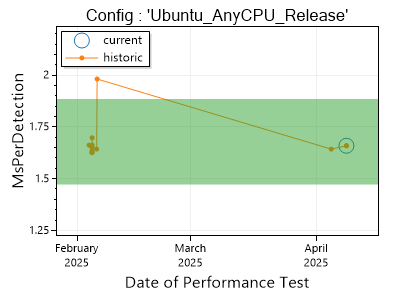 Config : 'Ubuntu_AnyCPU_Release'
current
historic
MsPerDetection
2
1.75
1.5
1.25
February
2025
March
2025
April
2025
Date of Performance Test